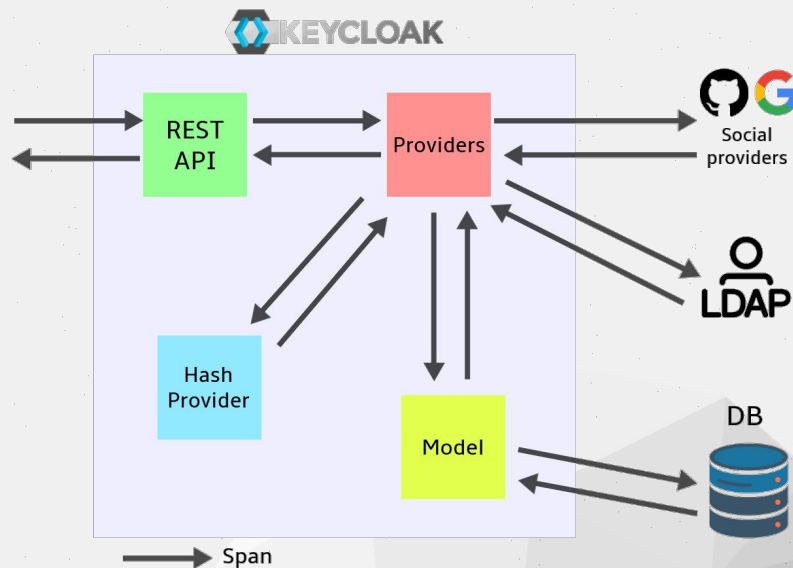 KEYCLOAK
REST
API
Providers
Social
providers
LDAP
Hash
Provider
Model
DB
Span